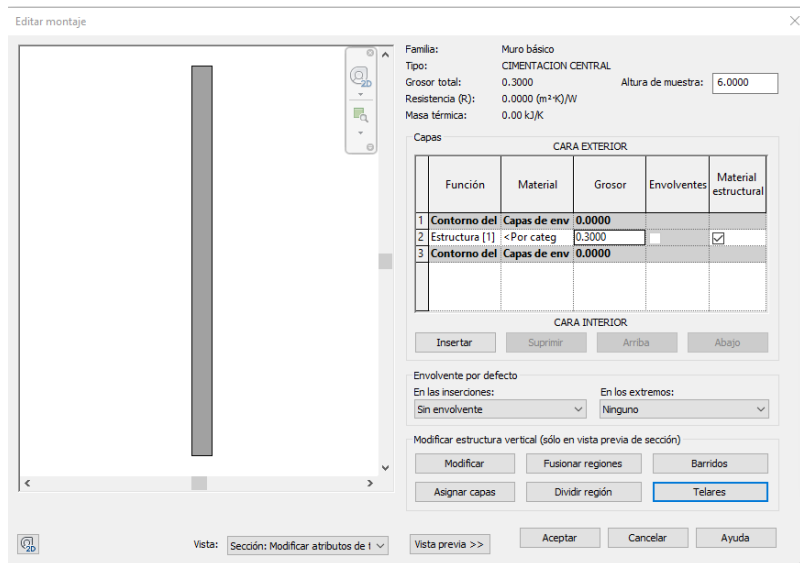 Editar montaje
2D
Familia: Muro básico
Tipo: CIMENTACION CENTRAL
Grosor total: 0.3000 Altura de muestra: 6.0000
Resistencia (R): 0.0000 (m²·K)/W
Masa térmica: 0.00 kJ/K
Capas
CARA EXTERIOR
Función Material Grosor Envolventes Material estructural
1 Contorno del Capas de env 0.0000
2 Estructura [1] <Por categ 0.3000
3 Contorno del Capas de env 0.0000
CARA INTERIOR
Insertar Suprimir Arriba Abajo
Envolvente por defecto
En las inserciones: En los extremos:
Sin envolvente Ninguno
Modificar estructura vertical (sólo en vista previa de sección)
Modificar Fusionar regiones Barridos
Asignar capas Dividir región Telares
2D Vista: Sección: Modificar atributos de t Vista previa >> Aceptar Cancelar Ayuda